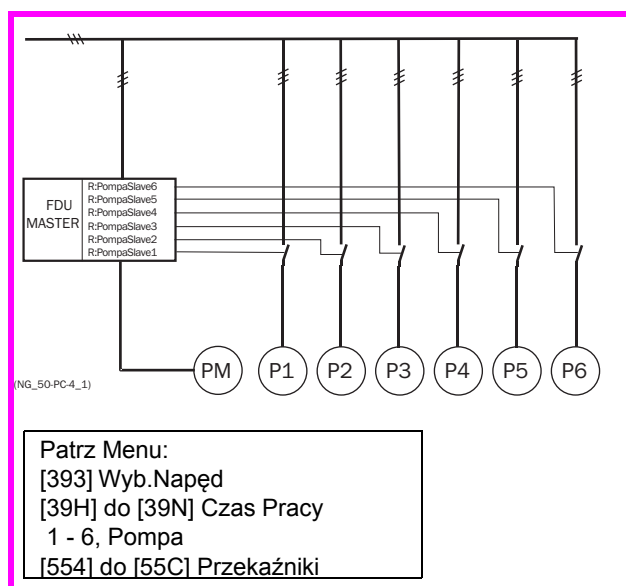 FDU
MASTER
R:PompaSlave6
R:PompaSlave5
R:PompaSlave4
R:PompaSlave3
R:PompaSlave2
R:PompaSlave1
PM
P1
P2
P3
P4
P5
P6
(NG_50-PC-4_1)
Patrz Menu:
[393] Wyb.Napęd
[39H] do [39N] Czas Pracy
1 - 6, Pompa
[554] do [55C] Przekaźniki